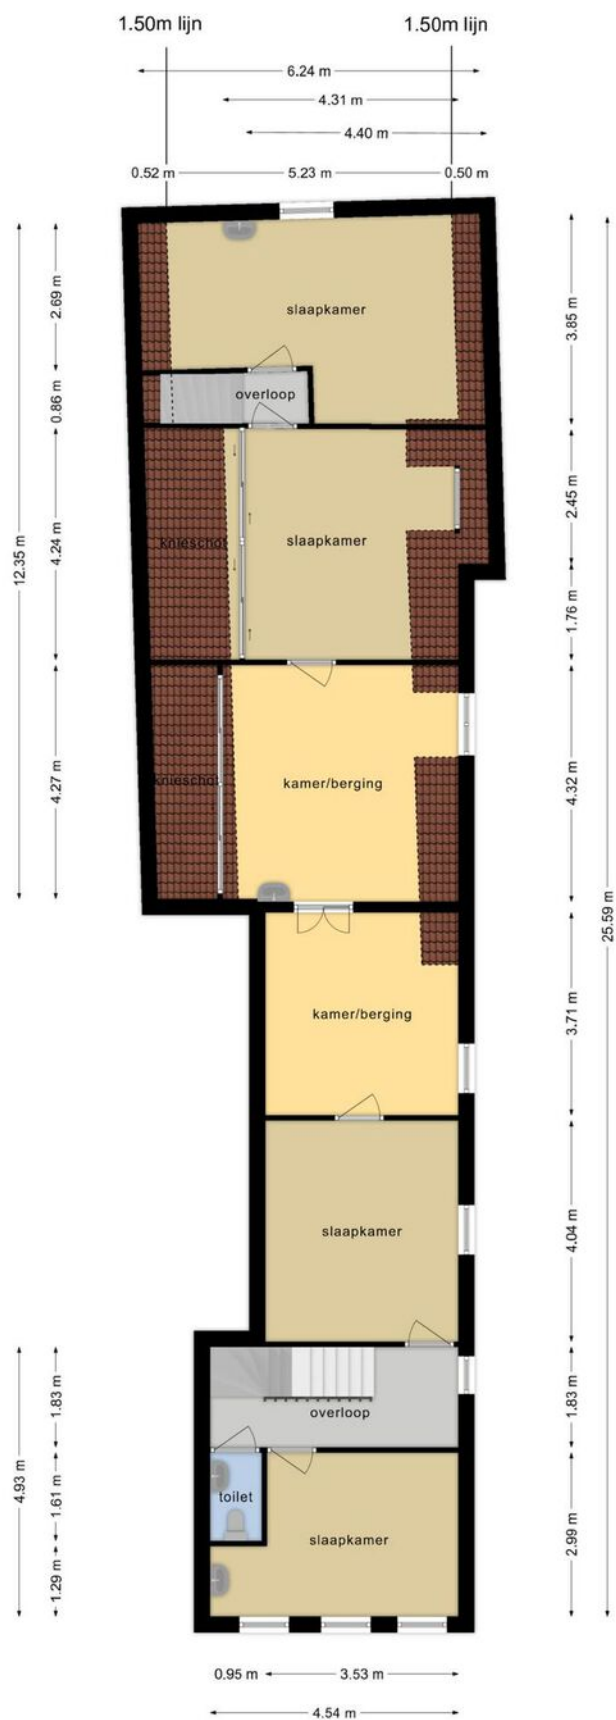 1.50m lijn 1.50m lijn
6.24 m
4.31 m
4.40 m
0.52 m 5.23 m 0.50 m
slaapkamer
2.69 m
3.85 m
overloop
0.86 m
knieschot
slaapkamer
4.24 m
2.45 m
12.35 m
1.76 m
knieschot
kamer/berging
4.27 m
4.32 m
25.59 m
kamer/berging
3.71 m
slaapkamer
4.04 m
overloop
1.83 m
1.83 m
4.93 m
toilet
1.61 m
slaapkamer
2.99 m
1.29 m
0.95 m 3.53 m
4.54 m